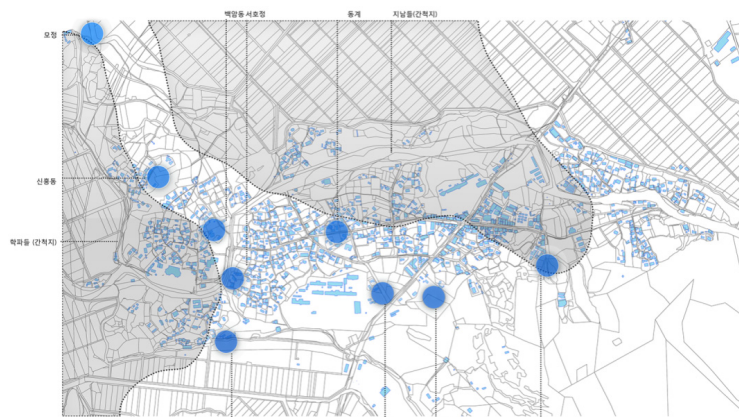 백암동 서호정
동계
지남들(간척지)
모정
신흥동
학파들 (간척지)